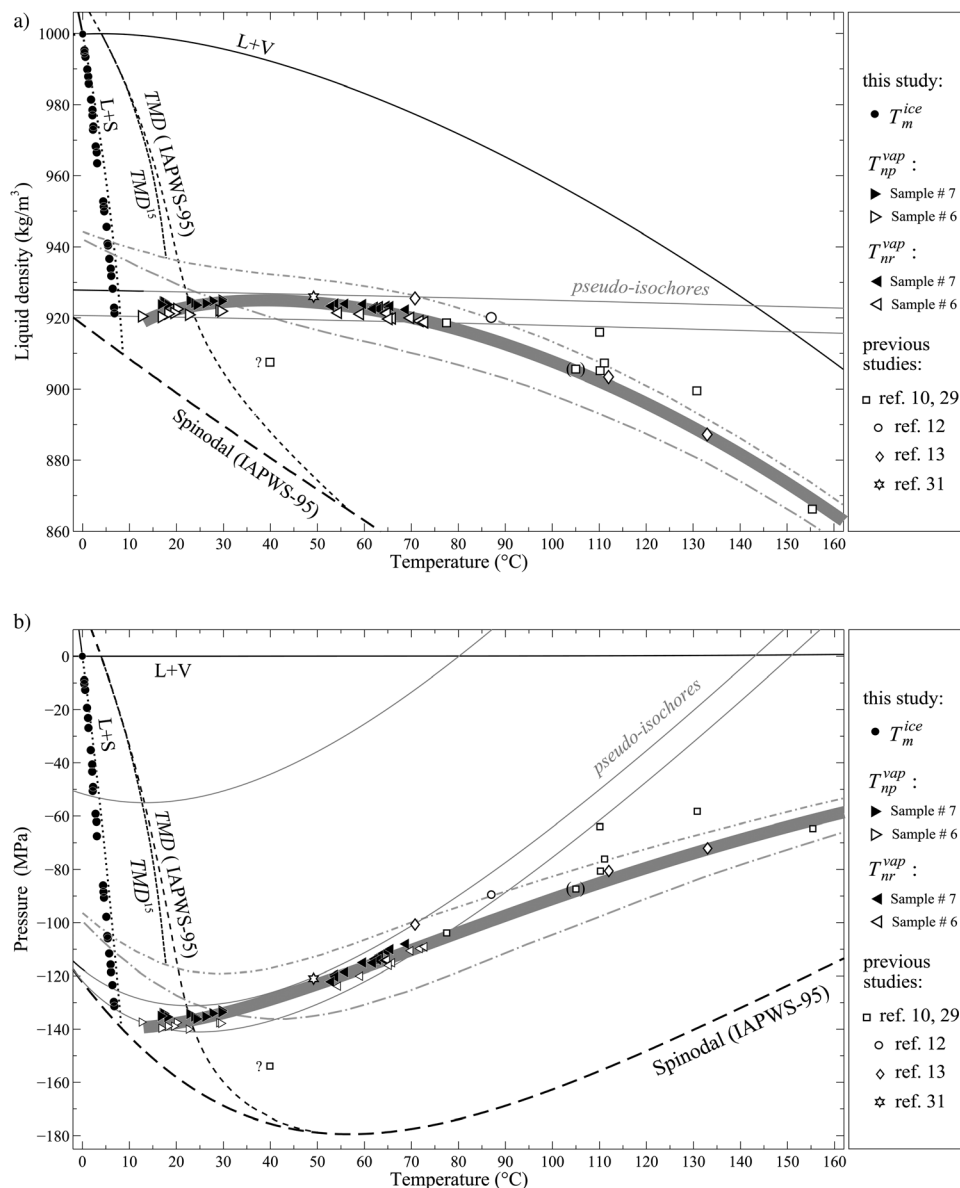 a)
1000
980
960
940
920
900
880
860
Liquid density (kg/m³)
L+V
L+S
TMD (IAPWS-95)
TMD¹⁵
pseudo-isochores
?
( )
Spinodal (IAPWS-95)
0 10 20 30 40 50 60 70 80 90 100 110 120 130 140 150 160
Temperature (°C)
this study:
T_m^ice
T_np^vap :
Sample # 7
Sample # 6
T_nr^vap :
Sample # 7
Sample # 6
previous
studies:
ref. 10, 29
ref. 12
ref. 13
ref. 31
b)
0
−20
−40
−60
−80
−100
−120
−140
−160
−180
Pressure (MPa)
L+V
L+S
TMD (IAPWS-95)
TMD¹⁵
pseudo-isochores
?
( )
Spinodal (IAPWS-95)
0 10 20 30 40 50 60 70 80 90 100 110 120 130 140 150 160
Temperature (°C)
this study:
T_m^ice
T_np^vap :
Sample # 7
Sample # 6
T_nr^vap :
Sample # 7
Sample # 6
previous
studies:
ref. 10, 29
ref. 12
ref. 13
ref. 31